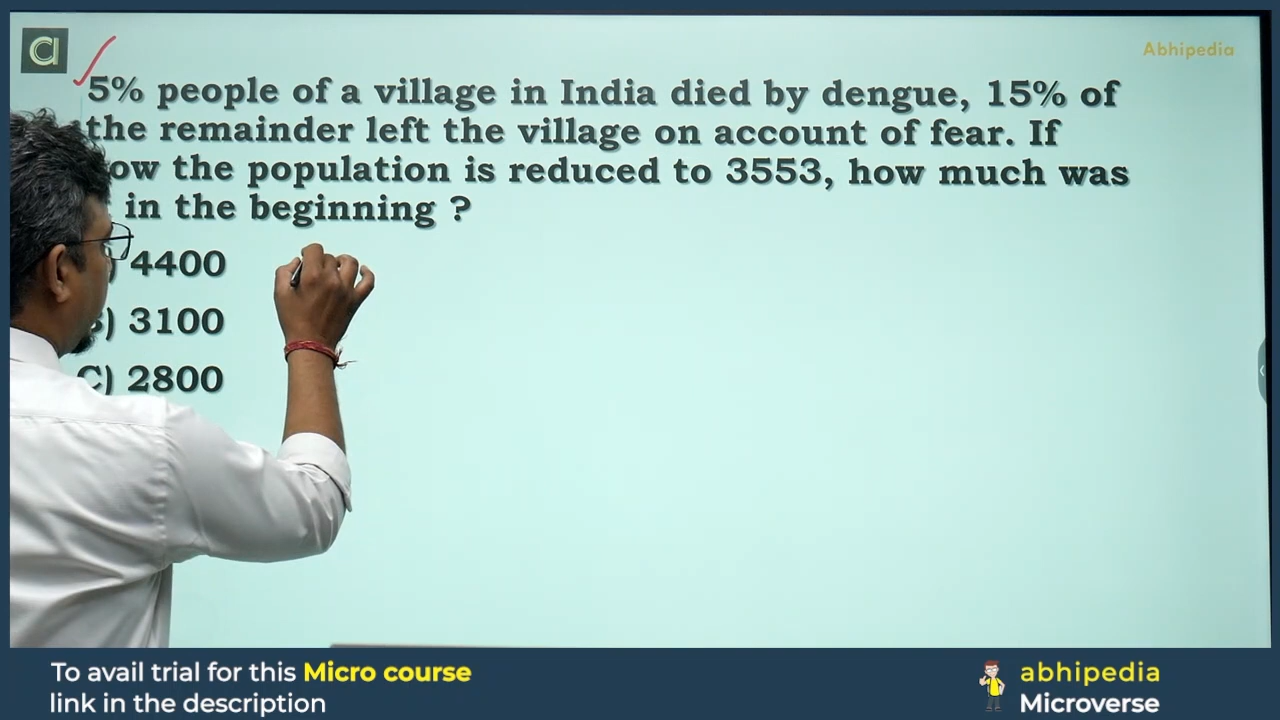 a
Abhipedia
5% people of a village in India died by dengue, 15% of
the remainder left the village on account of fear. If
the population is reduced to 3553, how much was
in the beginning ?
4400
) 3100
C) 2800
To avail trial for this Micro course
link in the description
abhipedia
Microverse